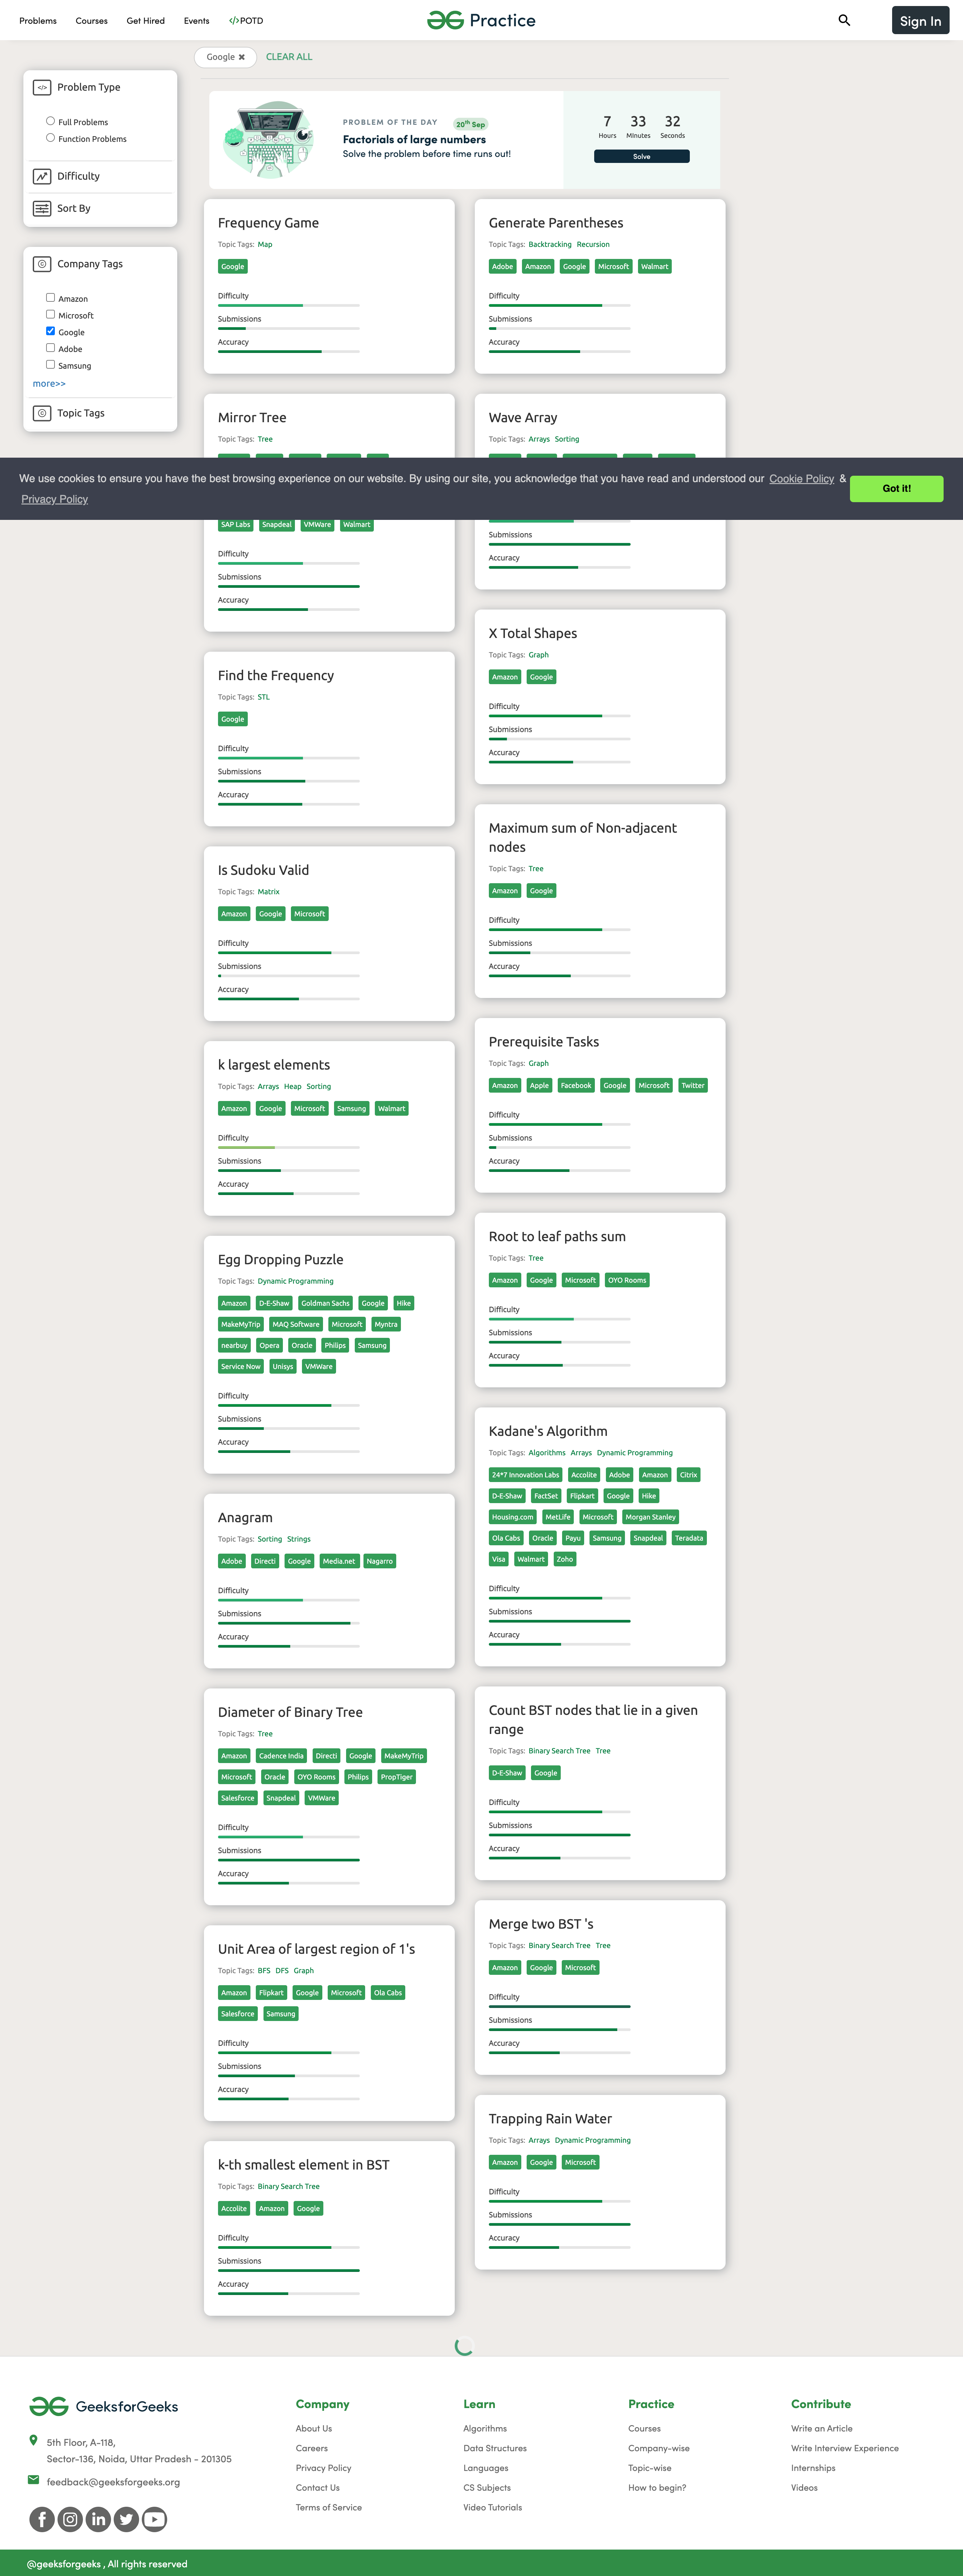 Problems
Courses
Get Hired
Events
</>POTD
Practice
Sign In
Google ✖
CLEAR ALL
Problem Type
Full Problems
Function Problems
Difficulty
Sort By
Company Tags
Amazon
Microsoft
Google
Adobe
Samsung
more>>
Topic Tags
PROBLEM OF THE DAY
20th Sep
Factorials of large numbers
Solve the problem before time runs out!
7 33 32
Hours Minutes Seconds
Solve
Frequency Game
Topic Tags: Map
Google
Difficulty
Submissions
Accuracy
Generate Parentheses
Topic Tags: Backtracking Recursion
Adobe Amazon Google Microsoft Walmart
Difficulty
Submissions
Accuracy
Mirror Tree
Topic Tags: Tree
Wave Array
Topic Tags: Arrays Sorting
We use cookies to ensure you have the best browsing experience on our website. By using our site, you acknowledge that you have read and understood our Cookie Policy &
Privacy Policy
Got it!
SAP Labs Snapdeal VMWare Walmart
Difficulty
Submissions
Accuracy
Submissions
Accuracy
Find the Frequency
Topic Tags: STL
Google
Difficulty
Submissions
Accuracy
X Total Shapes
Topic Tags: Graph
Amazon Google
Difficulty
Submissions
Accuracy
Is Sudoku Valid
Topic Tags: Matrix
Amazon Google Microsoft
Difficulty
Submissions
Accuracy
Maximum sum of Non-adjacent
nodes
Topic Tags: Tree
Amazon Google
Difficulty
Submissions
Accuracy
k largest elements
Topic Tags: Arrays Heap Sorting
Amazon Google Microsoft Samsung Walmart
Difficulty
Submissions
Accuracy
Prerequisite Tasks
Topic Tags: Graph
Amazon Apple Facebook Google Microsoft Twitter
Difficulty
Submissions
Accuracy
Egg Dropping Puzzle
Topic Tags: Dynamic Programming
Amazon D-E-Shaw Goldman Sachs Google Hike
MakeMyTrip MAQ Software Microsoft Myntra
nearbuy Opera Oracle Philips Samsung
Service Now Unisys VMWare
Difficulty
Submissions
Accuracy
Root to leaf paths sum
Topic Tags: Tree
Amazon Google Microsoft OYO Rooms
Difficulty
Submissions
Accuracy
Anagram
Topic Tags: Sorting Strings
Adobe Directi Google Media.net Nagarro
Difficulty
Submissions
Accuracy
Kadane's Algorithm
Topic Tags: Algorithms Arrays Dynamic Programming
24*7 Innovation Labs Accolite Adobe Amazon Citrix
D-E-Shaw FactSet Flipkart Google Hike
Housing.com MetLife Microsoft Morgan Stanley
Ola Cabs Oracle Payu Samsung Snapdeal Teradata
Visa Walmart Zoho
Difficulty
Submissions
Accuracy
Diameter of Binary Tree
Topic Tags: Tree
Amazon Cadence India Directi Google MakeMyTrip
Microsoft Oracle OYO Rooms Philips PropTiger
Salesforce Snapdeal VMWare
Difficulty
Submissions
Accuracy
Count BST nodes that lie in a given
range
Topic Tags: Binary Search Tree Tree
D-E-Shaw Google
Difficulty
Submissions
Accuracy
Unit Area of largest region of 1's
Topic Tags: BFS DFS Graph
Amazon Flipkart Google Microsoft Ola Cabs
Salesforce Samsung
Difficulty
Submissions
Accuracy
Merge two BST 's
Topic Tags: Binary Search Tree Tree
Amazon Google Microsoft
Difficulty
Submissions
Accuracy
k-th smallest element in BST
Topic Tags: Binary Search Tree
Accolite Amazon Google
Difficulty
Submissions
Accuracy
Trapping Rain Water
Topic Tags: Arrays Dynamic Programming
Amazon Google Microsoft
Difficulty
Submissions
Accuracy
GeeksforGeeks
5th Floor, A-118,
Sector-136, Noida, Uttar Pradesh - 201305
feedback@geeksforgeeks.org
Company
About Us
Careers
Privacy Policy
Contact Us
Terms of Service
Learn
Algorithms
Data Structures
Languages
CS Subjects
Video Tutorials
Practice
Courses
Company-wise
Topic-wise
How to begin?
Contribute
Write an Article
Write Interview Experience
Internships
Videos
@geeksforgeeks , All rights reserved